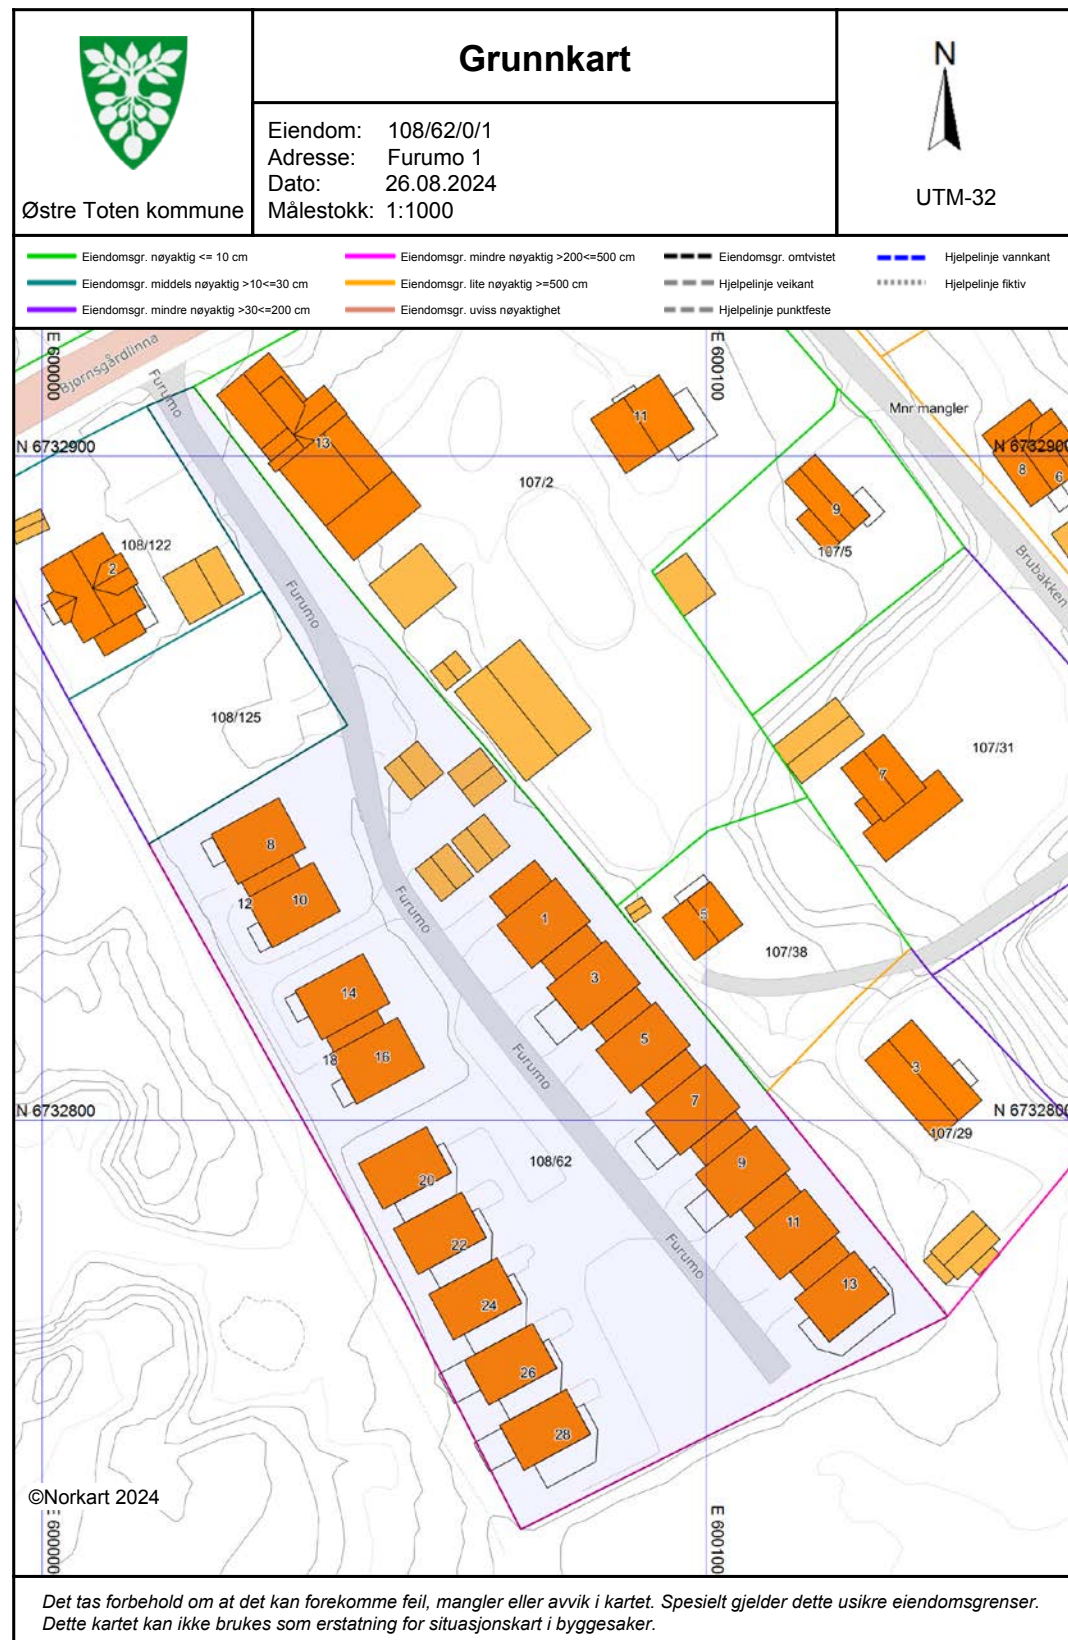 Grunnkart
Eiendom: 108/62/0/1
Adresse: Furumo 1
Dato: 26.08.2024
Målestokk: 1:1000
Østre Toten kommune
N
UTM-32
Eiendomsgr. nøyaktig <= 10 cm
Eiendomsgr. middels nøyaktig >10<=30 cm
Eiendomsgr. mindre nøyaktig >30<=200 cm
Eiendomsgr. mindre nøyaktig >200<=500 cm
Eiendomsgr. lite nøyaktig >=500 cm
Eiendomsgr. uviss nøyaktighet
Eiendomsgr. omtvistet
Hjelpelinje veikant
Hjelpelinje punktfeste
Hjelpelinje vannkant
Hjelpelinje fiktiv
E 600000
Bjørnsgårdlinna
Furumo
E 600100
Mnr mangler
11
13
N 6732900
N 6732900
8
6
107/2
9
107/5
108/122
2
Brubakken
Furumo
108/125
107/31
7
8
10
12
Furumo
1
5
107/38
3
14
16
18
5
Furumo
3
7
N 6732800
N 6732800
107/29
9
108/62
20
11
22
Furumo
13
24
26
28
©Norkart 2024
E 600000
E 600100
Det tas forbehold om at det kan forekomme feil, mangler eller avvik i kartet. Spesielt gjelder dette usikre eiendomsgrenser.
Dette kartet kan ikke brukes som erstatning for situasjonskart i byggesaker.